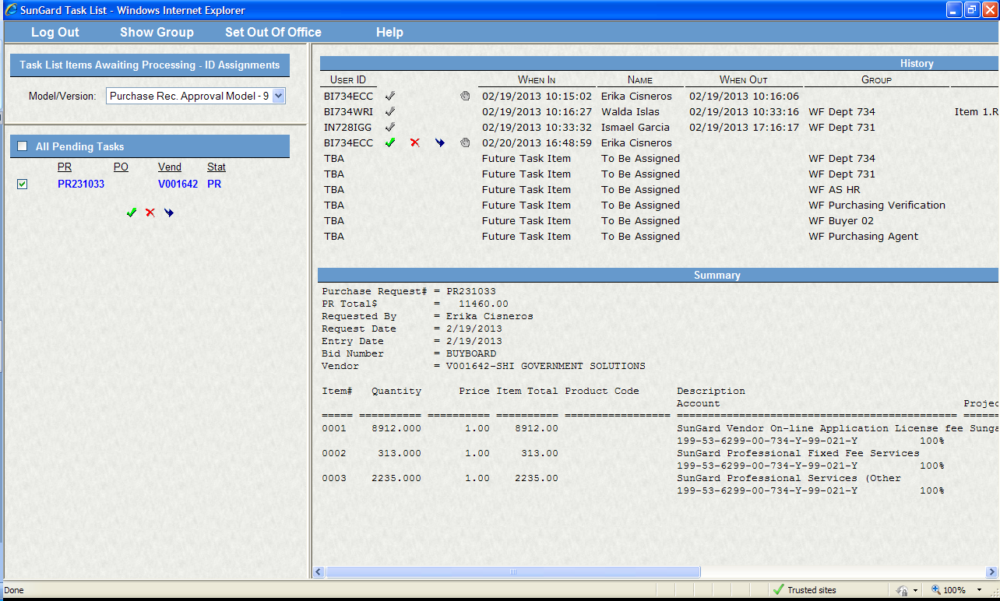 SunGard Task List - Windows Internet Explorer
Log Out Show Group Set Out Of Office Help
Task List Items Awaiting Processing - ID Assignments
Model/Version: Purchase Rec. Approval Model - 9
All Pending Tasks
PR PO Vend Stat
PR231033 V001642 PR
History
User ID When In Name When Out Group
BI734ECC 02/19/2013 10:15:02 Erika Cisneros 02/19/2013 10:16:06
BI734WRI 02/19/2013 10:16:27 Walda Islas 02/19/2013 10:33:16 WF Dept 734 Item 1.R
IN728IGG 02/19/2013 10:33:32 Ismael Garcia 02/19/2013 17:16:17 WF Dept 731
BI734ECC 02/20/2013 16:48:59 Erika Cisneros
TBA Future Task Item To Be Assigned WF Dept 734
TBA Future Task Item To Be Assigned WF Dept 731
TBA Future Task Item To Be Assigned WF AS HR
TBA Future Task Item To Be Assigned WF Purchasing Verification
TBA Future Task Item To Be Assigned WF Buyer 02
TBA Future Task Item To Be Assigned WF Purchasing Agent
Summary
Purchase Request# = PR231033
PR Total$ = 11460.00
Requested By = Erika Cisneros
Request Date = 2/19/2013
Entry Date = 2/19/2013
Bid Number = BUYBOARD
Vendor = V001642-SHI GOVERNMENT SOLUTIONS
Item# Quantity Price Item Total Product Code Description
Account Projec
===== ========== ========== ========== ================= ============================================= ======
0001 8912.000 1.00 8912.00 SunGard Vendor On-line Application License fee Sunga
199-53-6299-00-734-Y-99-021-Y 100%
0002 313.000 1.00 313.00 SunGard Professional Fixed Fee Services
199-53-6299-00-734-Y-99-021-Y 100%
0003 2235.000 1.00 2235.00 SunGard Professional Services (Other
199-53-6299-00-734-Y-99-021-Y 100%
Done Trusted sites 100%